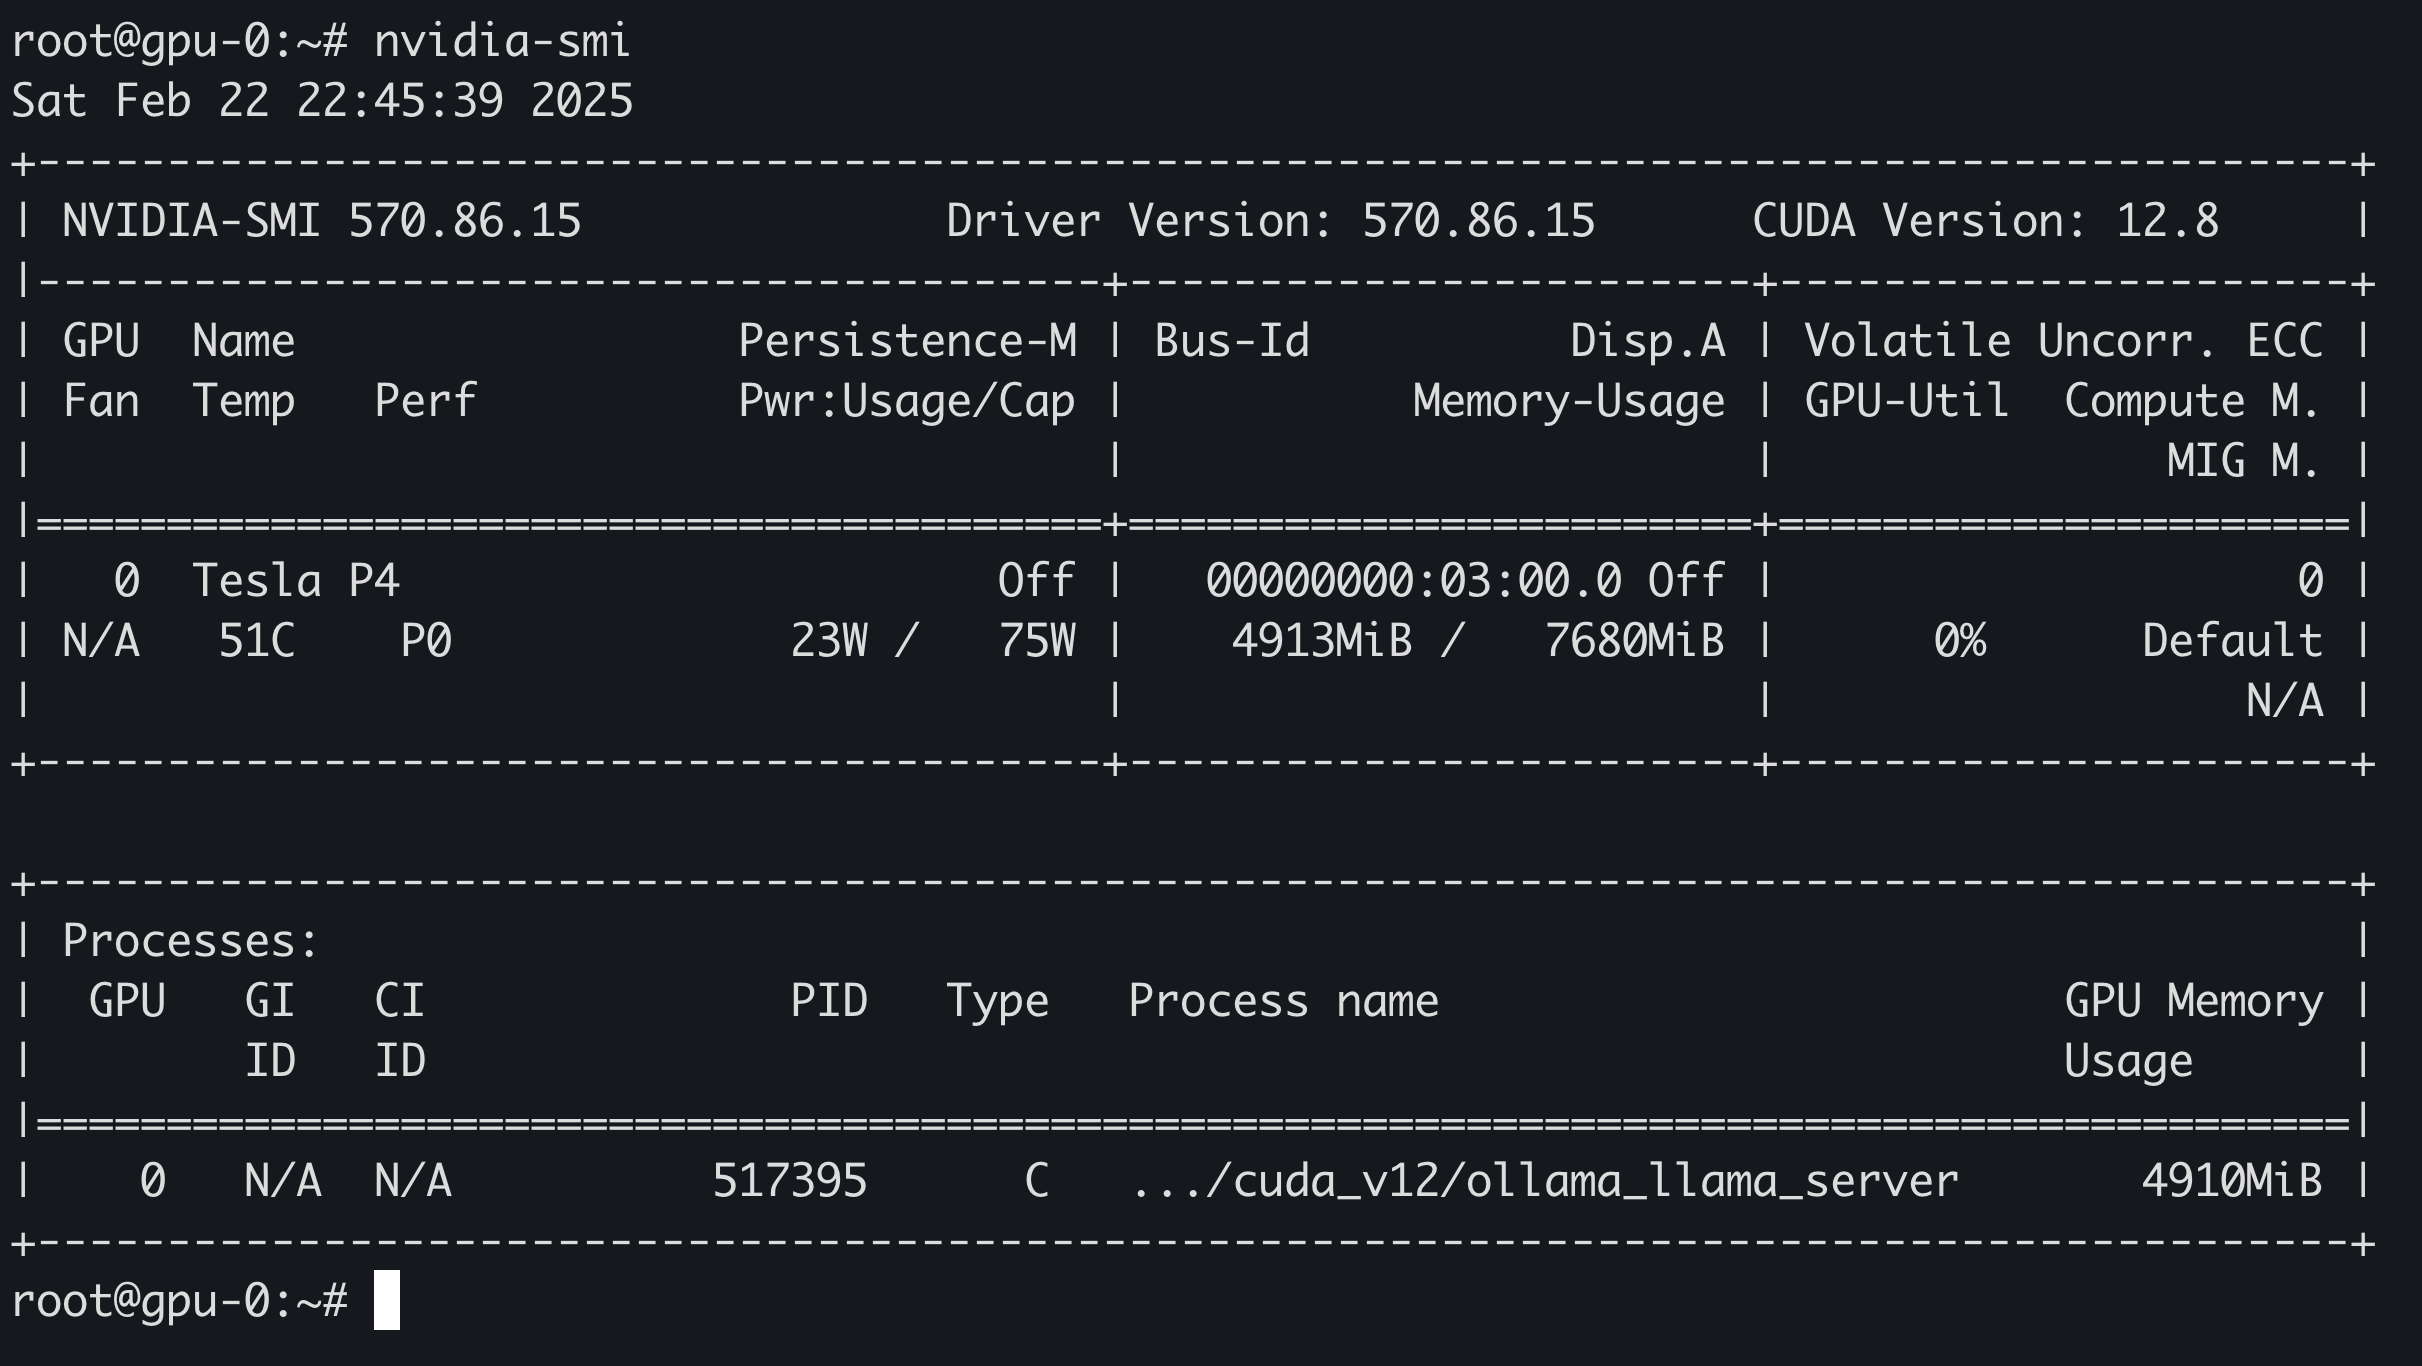 root@gpu-0:~# nvidia-smi
Sat Feb 22 22:45:39 2025
+-----------------------------------------------------------------------------------------+
| NVIDIA-SMI 570.86.15              Driver Version: 570.86.15      CUDA Version: 12.8     |
|-----------------------------------------+------------------------+----------------------+
| GPU  Name                 Persistence-M | Bus-Id          Disp.A | Volatile Uncorr. ECC |
| Fan  Temp   Perf          Pwr:Usage/Cap |           Memory-Usage | GPU-Util  Compute M. |
|                                         |                        |               MIG M. |
|=========================================+========================+======================|
|   0  Tesla P4                       Off |   00000000:03:00.0 Off |                    0 |
| N/A   51C    P0             23W /   75W |    4913MiB /   7680MiB |      0%      Default |
|                                         |                        |                  N/A |
+-----------------------------------------+------------------------+----------------------+

+-----------------------------------------------------------------------------------------+
| Processes:                                                                              |
|  GPU   GI   CI              PID   Type   Process name                        GPU Memory |
|        ID   ID                                                               Usage      |
|=========================================================================================|
|    0   N/A  N/A          517395      C   .../cuda_v12/ollama_llama_server       4910MiB |
+-----------------------------------------------------------------------------------------+
root@gpu-0:~#